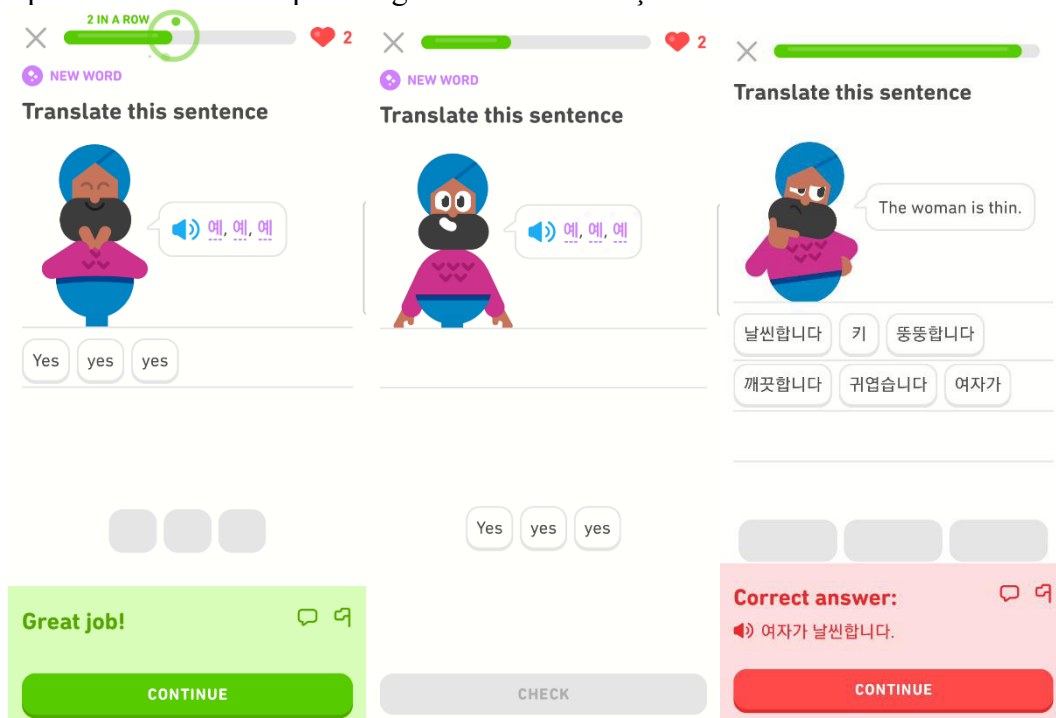 2 IN A ROW
2
NEW WORD
Translate this sentence
예, 예, 예
Yes yes yes
Great job!
CONTINUE
2
NEW WORD
Translate this sentence
예, 예, 예
Yes yes yes
CHECK
Translate this sentence
The woman is thin.
날씬합니다 키 뚱뚱합니다
깨끗합니다 귀엽습니다 여자가
Correct answer:
여자가 날씬합니다.
CONTINUE